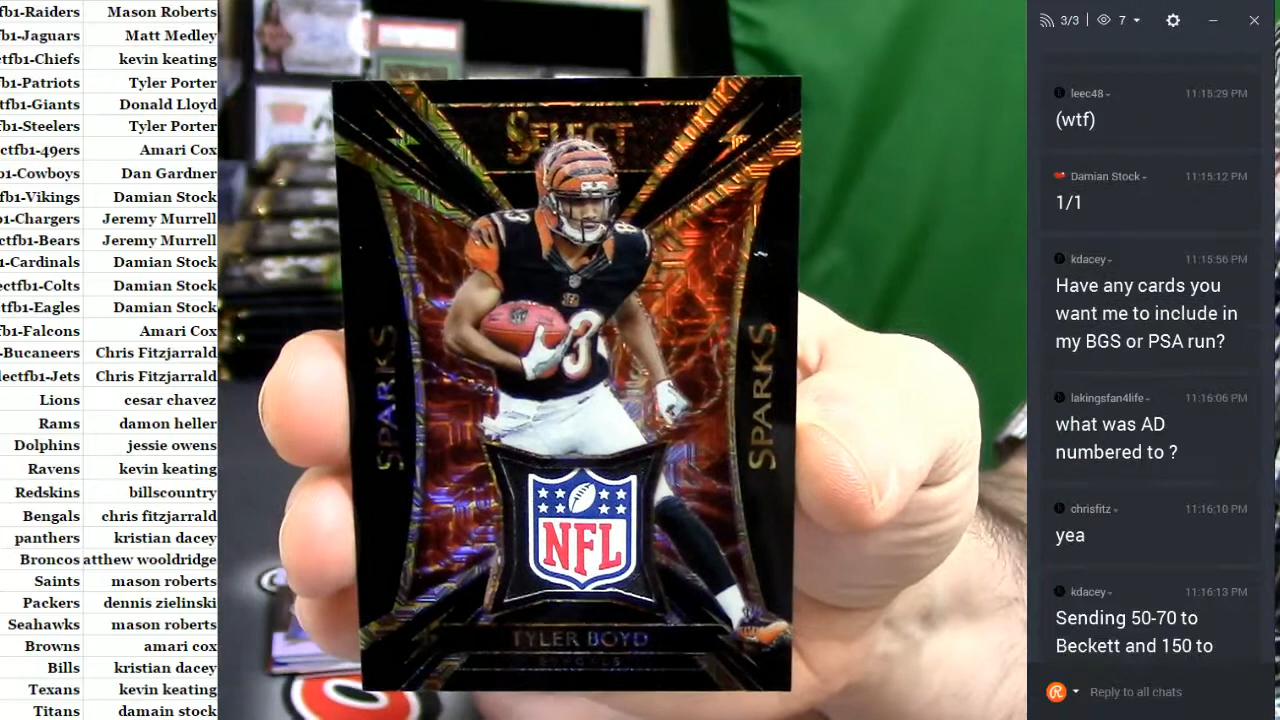 fb1-Raiders Mason Roberts
fb1-Jaguars Matt Medley
ctfb1-Chiefs kevin keating
fb1-Patriots Tyler Porter
tfb1-Giants Donald Lloyd
fb1-Steelers Tyler Porter
ctfb1-49ers Amari Cox
fb1-Cowboys Dan Gardner
fb1-Vikings Damian Stock
1-Chargers Jeremy Murrell
ctfb1-Bears Jeremy Murrell
1-Cardinals Damian Stock
ectfb1-Colts Damian Stock
tfb1-Eagles Damian Stock
fb1-Falcons Amari Cox
-Bucaneers Chris Fitzjarrald
lectfb1-Jets Chris Fitzjarrald
Lions cesar chavez
Rams damon heller
Dolphins jessie owens
Ravens kevin keating
Redskins billscountry
Bengals chris fitzjarrald
panthers kristian dacey
Broncos atthew wooldridge
Saints mason roberts
Packers dennis zielinski
Seahawks mason roberts
Browns amari cox
Bills kristian dacey
Texans kevin keating
Titans damain stock
SELECT
SPARKS
SPARKS
83
NFL
TYLER BOYD
BENGALS
3/3 7
leec48 11:15:29 PM
(wtf)
Damian Stock 11:15:12 PM
1/1
kdacey 11:15:56 PM
Have any cards you
want me to include in
my BGS or PSA run?
lakingsfan4life 11:16:06 PM
what was AD
numbered to ?
chrisfitz 11:16:10 PM
yea
kdacey 11:16:13 PM
Sending 50-70 to
Beckett and 150 to
Reply to all chats